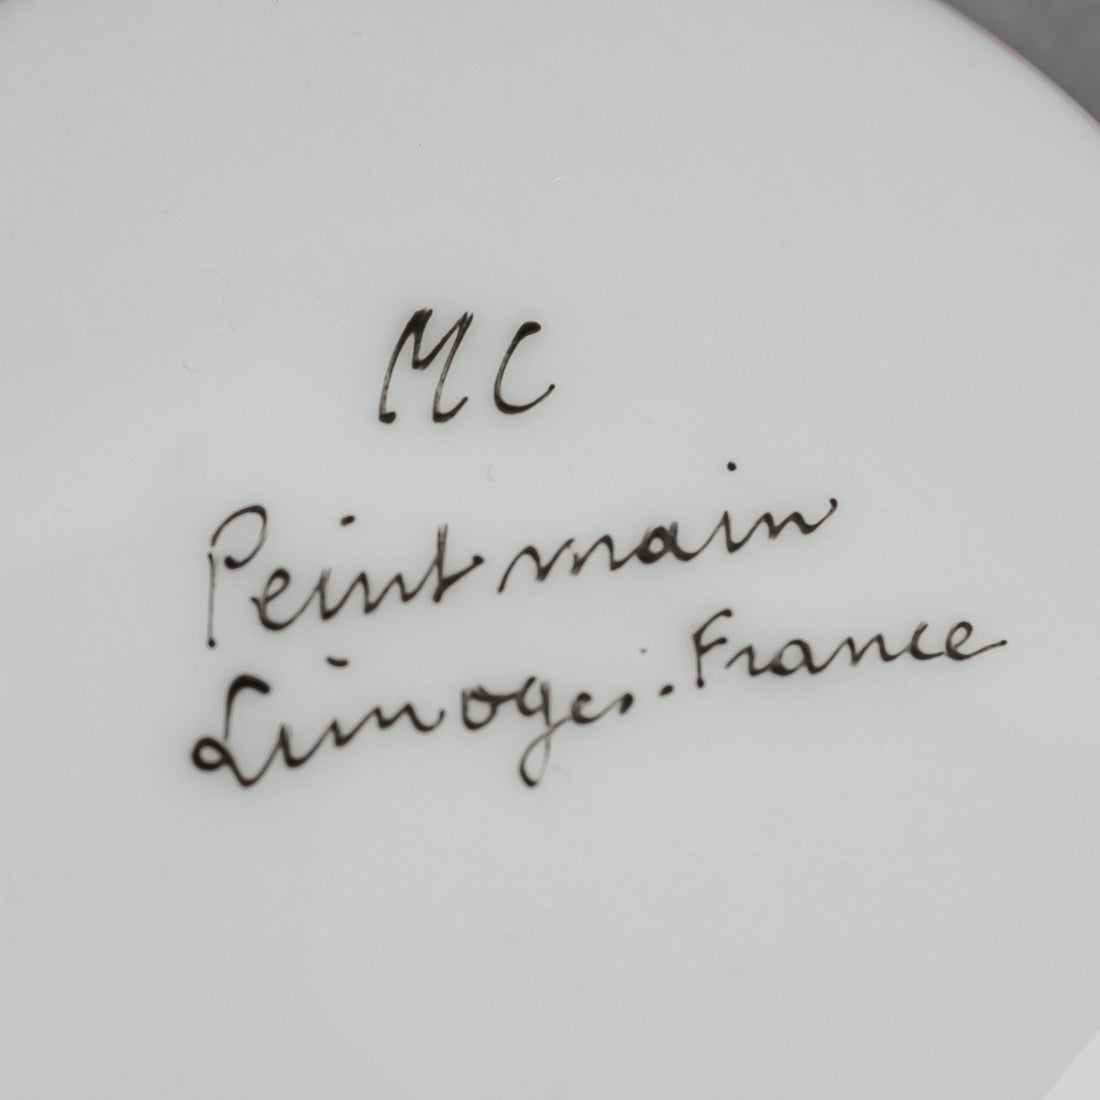 MC
Peint main
Limoges. France